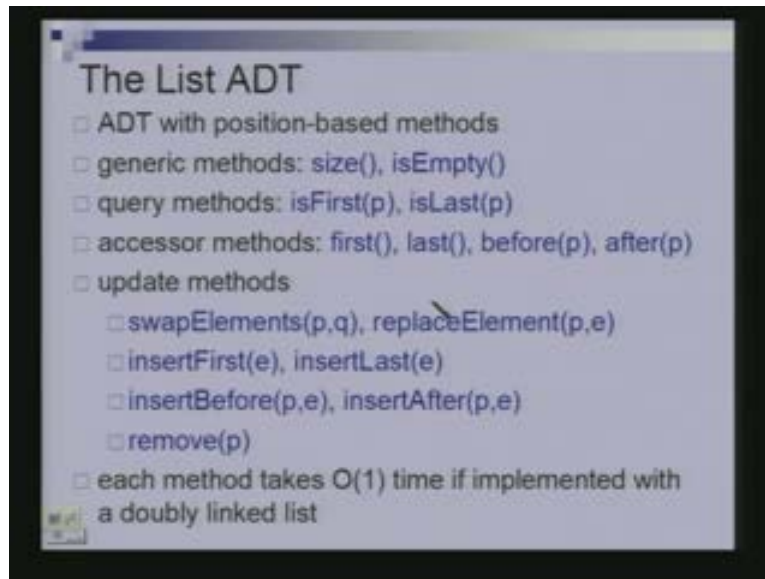 The List ADT
ADT with position-based methods
generic methods: size(), isEmpty()
query methods: isFirst(p), isLast(p)
accessor methods: first(), last(), before(p), after(p)
update methods
swapElements(p,q), replaceElement(p,e)
insertFirst(e), insertLast(e)
insertBefore(p,e), insertAfter(p,e)
remove(p)
each method takes O(1) time if implemented with
a doubly linked list